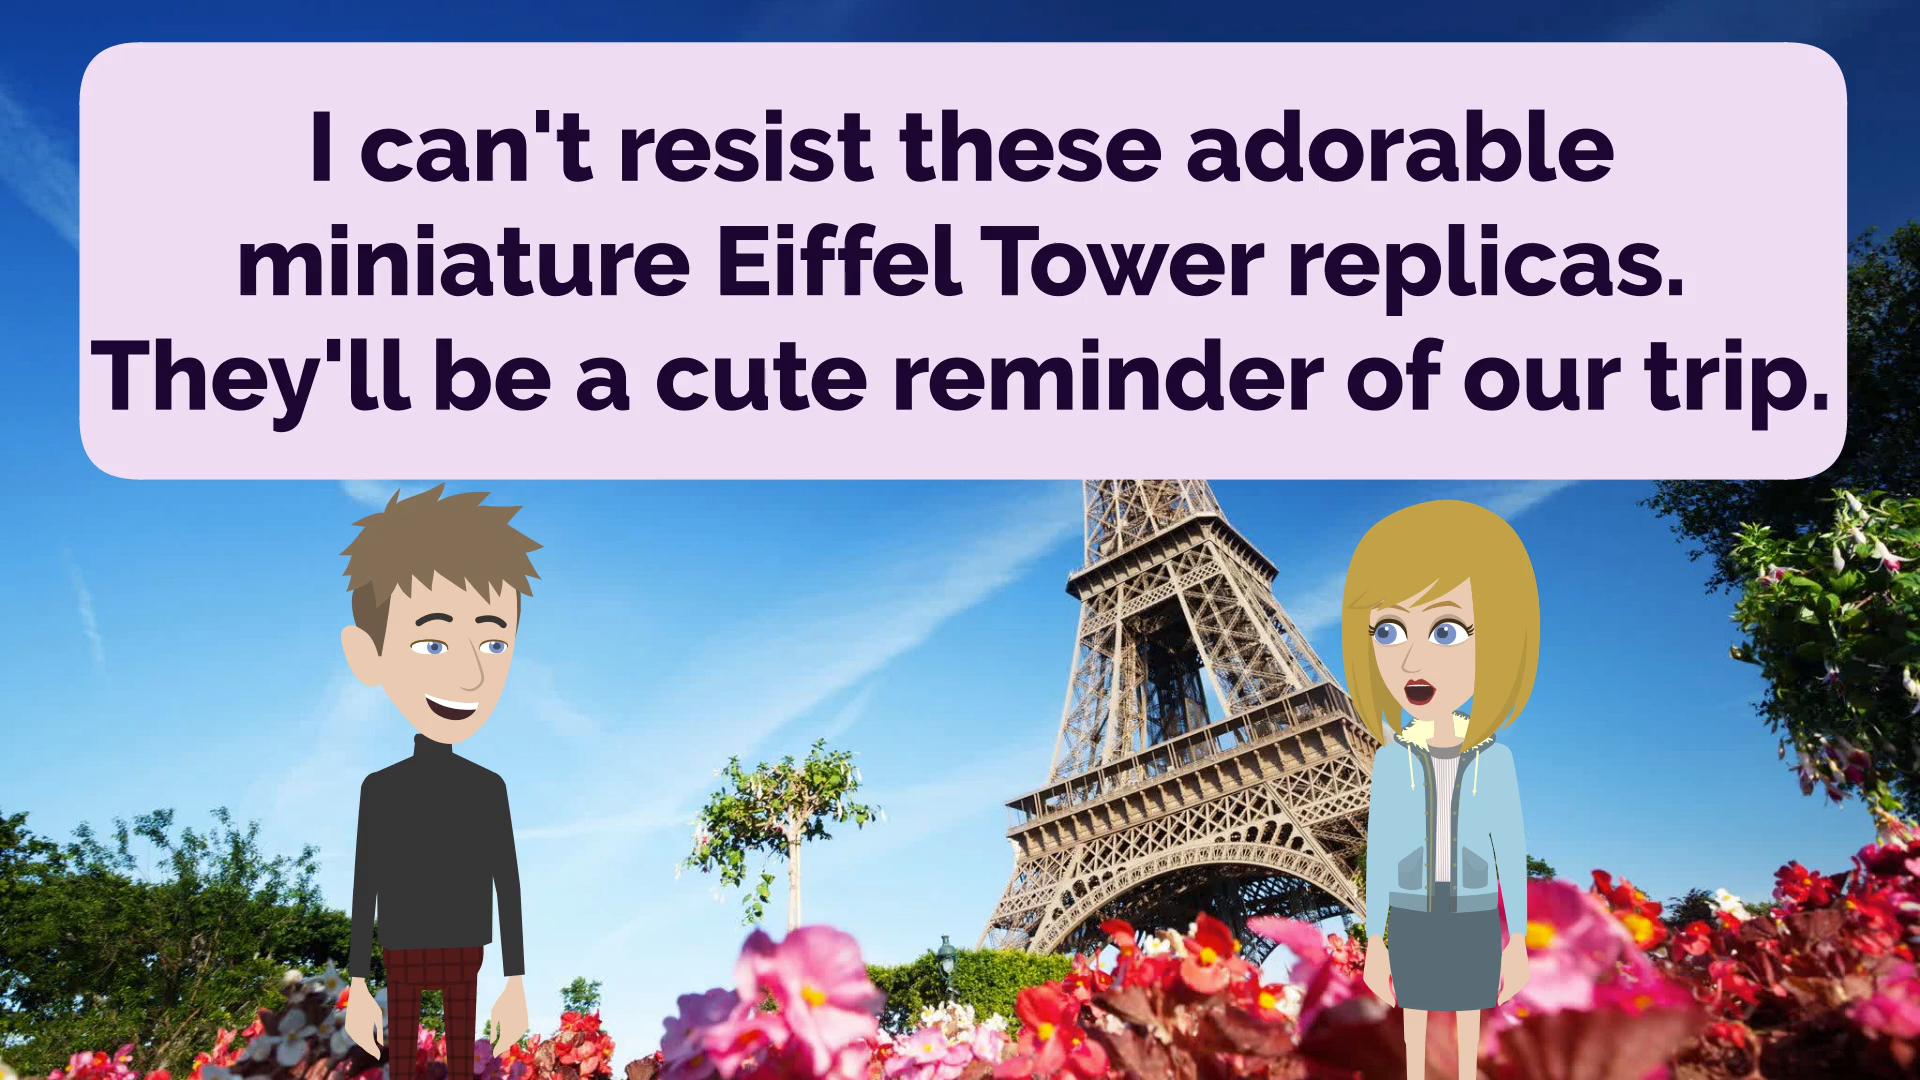 I can't resist these adorable
miniature Eiffel Tower replicas.
They'll be a cute reminder of our trip.